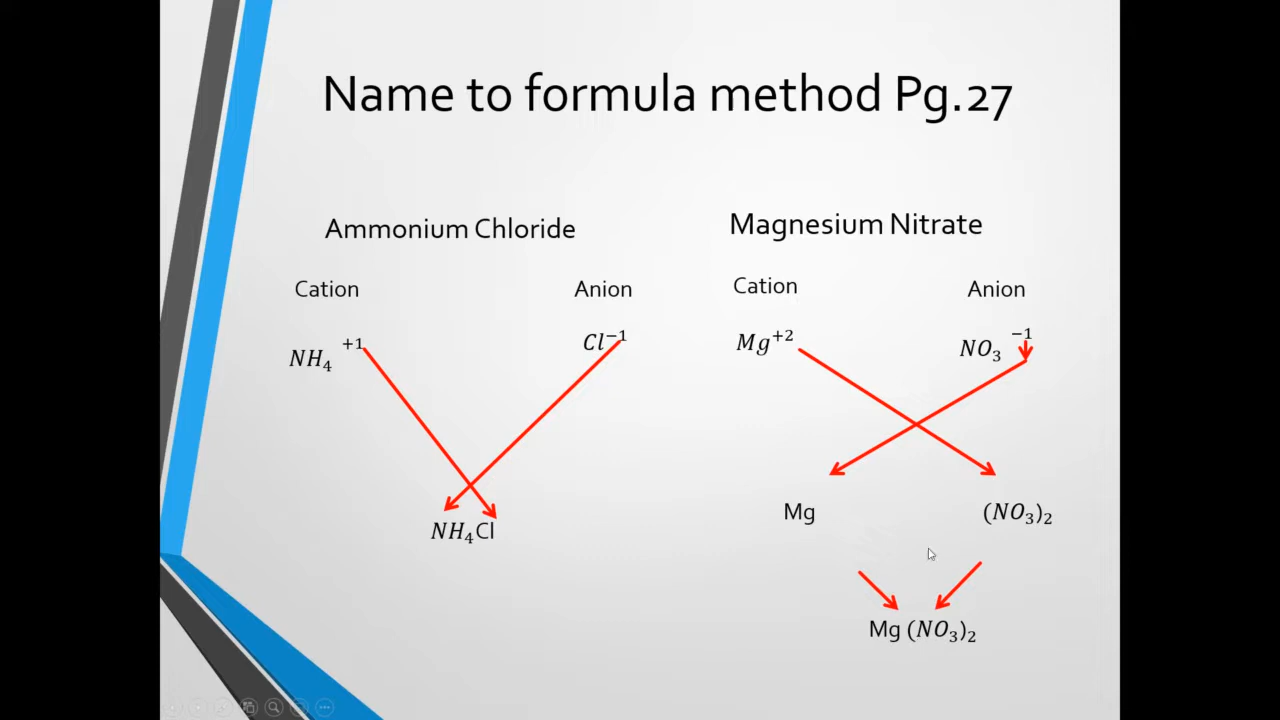 Name to formula method Pg.27
Ammonium Chloride
Cation Anion
NH₄ ⁺¹ Cl⁻¹
NH₄Cl
Magnesium Nitrate
Cation Anion
Mg⁺² NO₃ ⁻¹
Mg (NO₃)₂
Mg (NO₃)₂